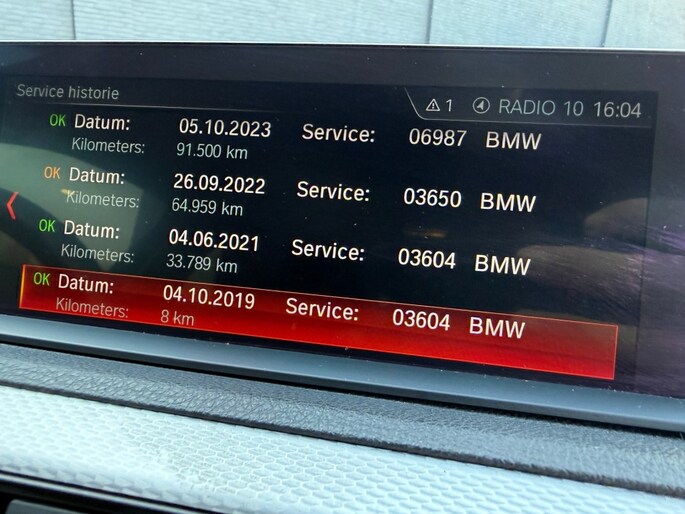 Service historie
1 RADIO 10 16:04
OK Datum: 05.10.2023 Service: 06987 BMW
Kilometers: 91.500 km
OK Datum: 26.09.2022 Service: 03650 BMW
Kilometers: 64.959 km
OK Datum: 04.06.2021 Service: 03604 BMW
Kilometers: 33.789 km
OK Datum: 04.10.2019 Service: 03604 BMW
Kilometers: 8 km